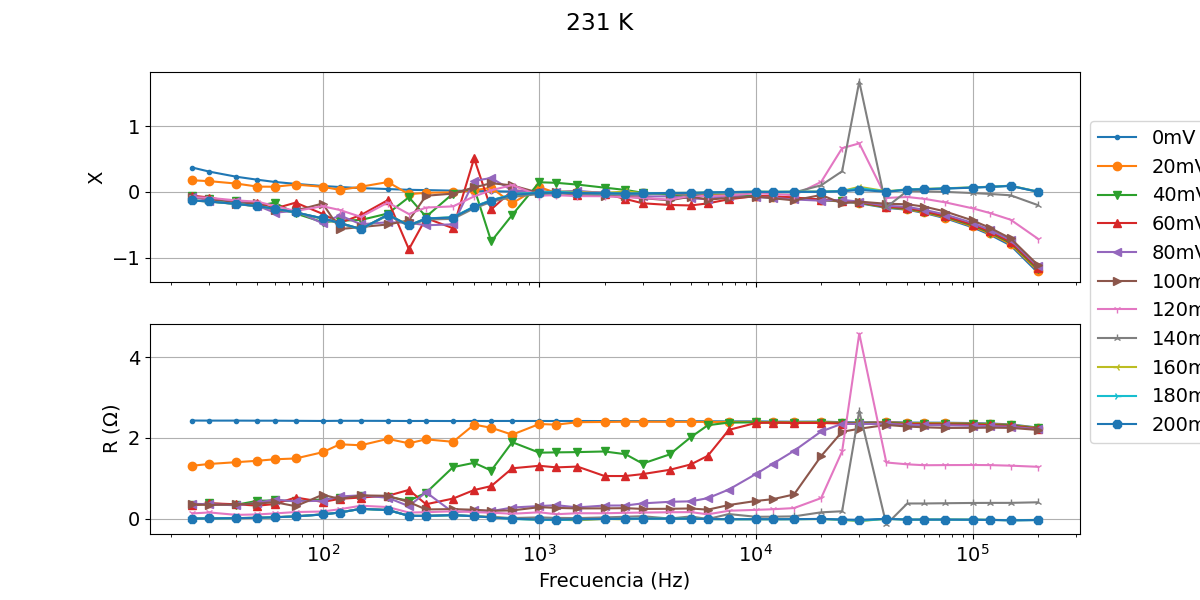 231 K
X
1
0
−1
R (Ω)
4
2
0
10²
10³
10⁴
10⁵
Frecuencia (Hz)
0mV
20mV
40mV
60mV
80mV
100m
120m
140m
160m
180m
200m